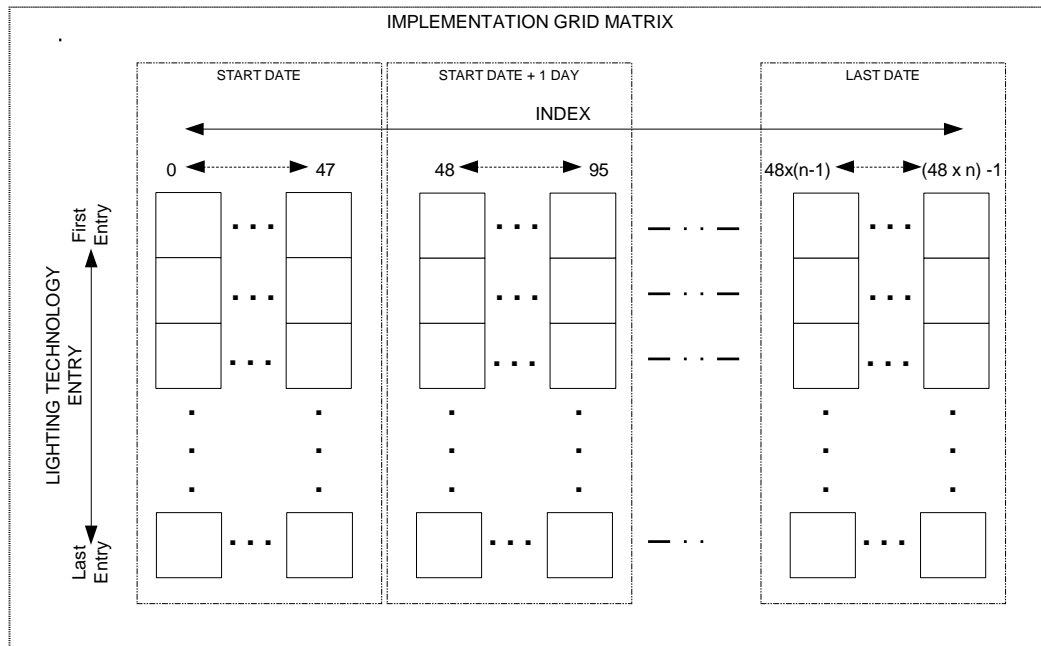 IMPLEMENTATION GRID MATRIX
START DATE
START DATE + 1 DAY
LAST DATE
INDEX
0
47
48
95
48x(n-1)
(48 x n) -1
First
Entry
LIGHTING TECHNOLOGY
ENTRY
Last
Entry